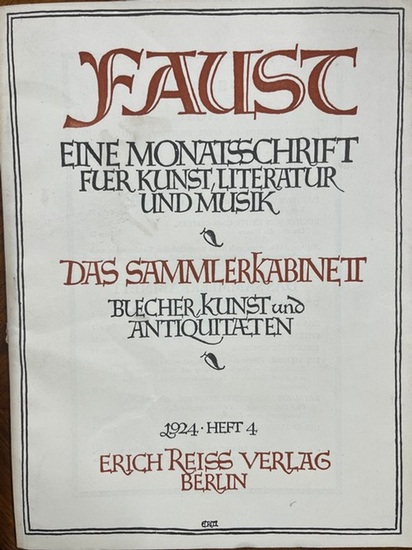 FAUST
EINE MONATSSCHRIFT
FUER KUNST, LITERATUR
UND MUSIK
DAS SAMMLERKABINETT
BUECHER, KUNST und
ANTIQUITAETEN
1924 · HEFT 4
ERICH REISS VERLAG
BERLIN